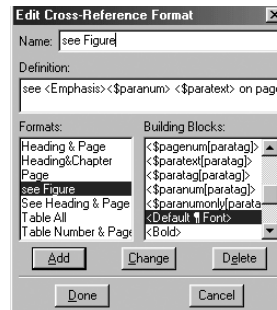 Edit Cross-Reference Format
Name: see Figure
Definition:
see <Emphasis><$paranum> <$paratext> on page
Formats: Building Blocks:
Heading & Page
Heading&Chapter
Page
see Figure
See Heading & Page
Table All
Table Number & Page
<$pagenum[paratag]>
<$paratext[paratag]>
<$paratag[paratag]>
<$paranum[paratag]>
<$paranumonly[parata
<Default ¶ Font>
<Bold>
Add Change Delete
Done Cancel